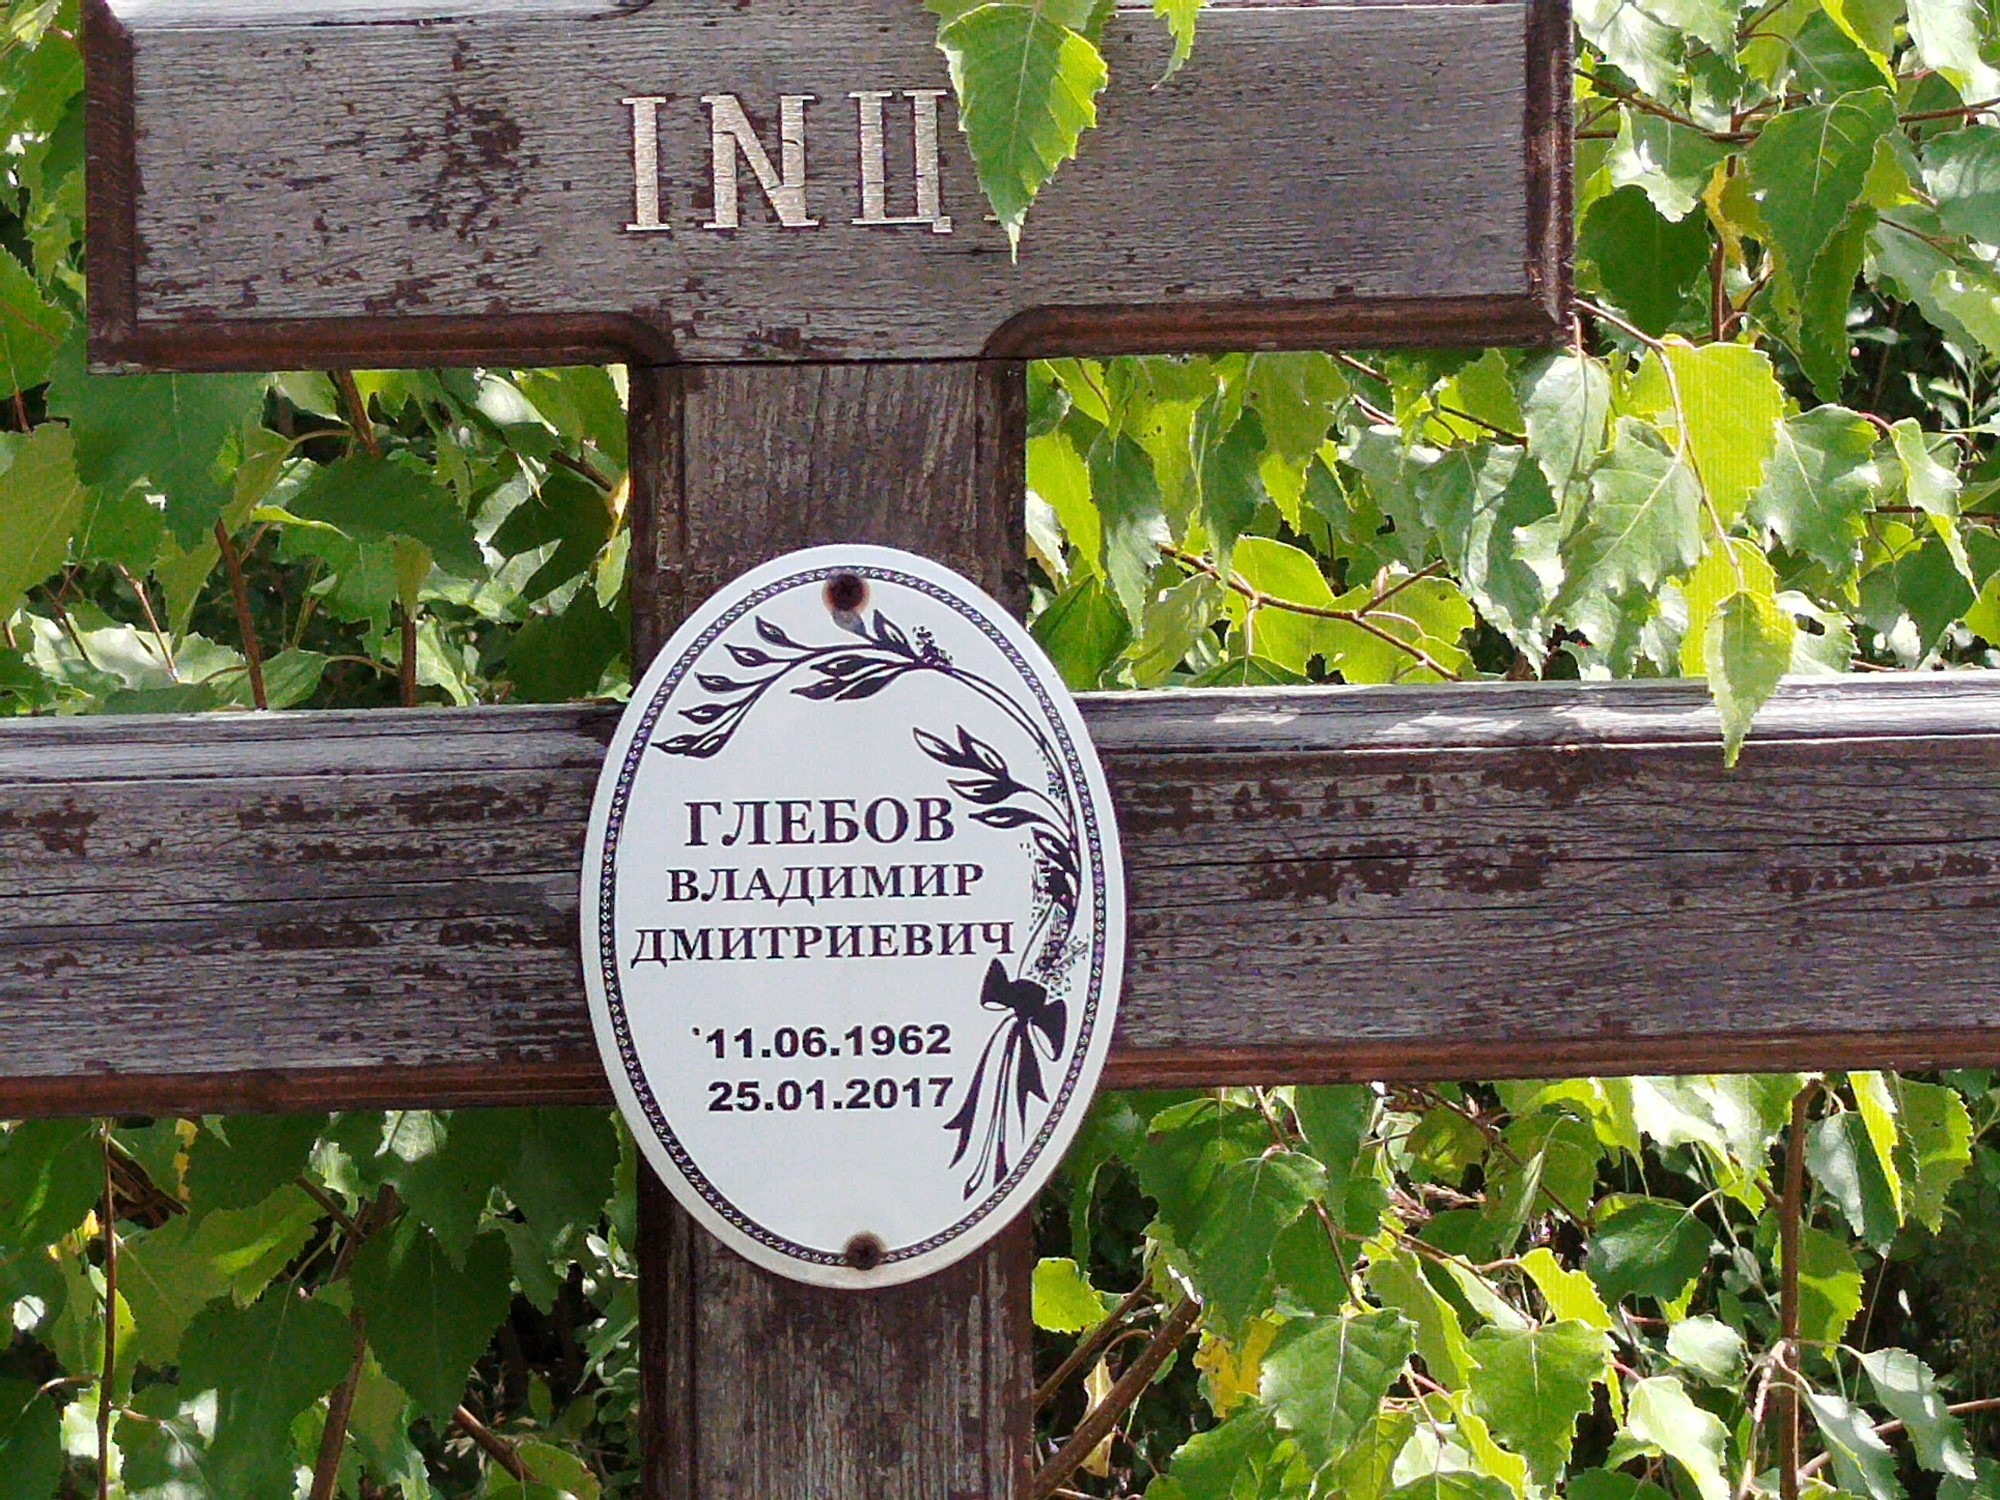 INЦ
ГЛЕБОВ
ВЛАДИМИР
ДМИТРИЕВИЧ
11.06.1962
25.01.2017